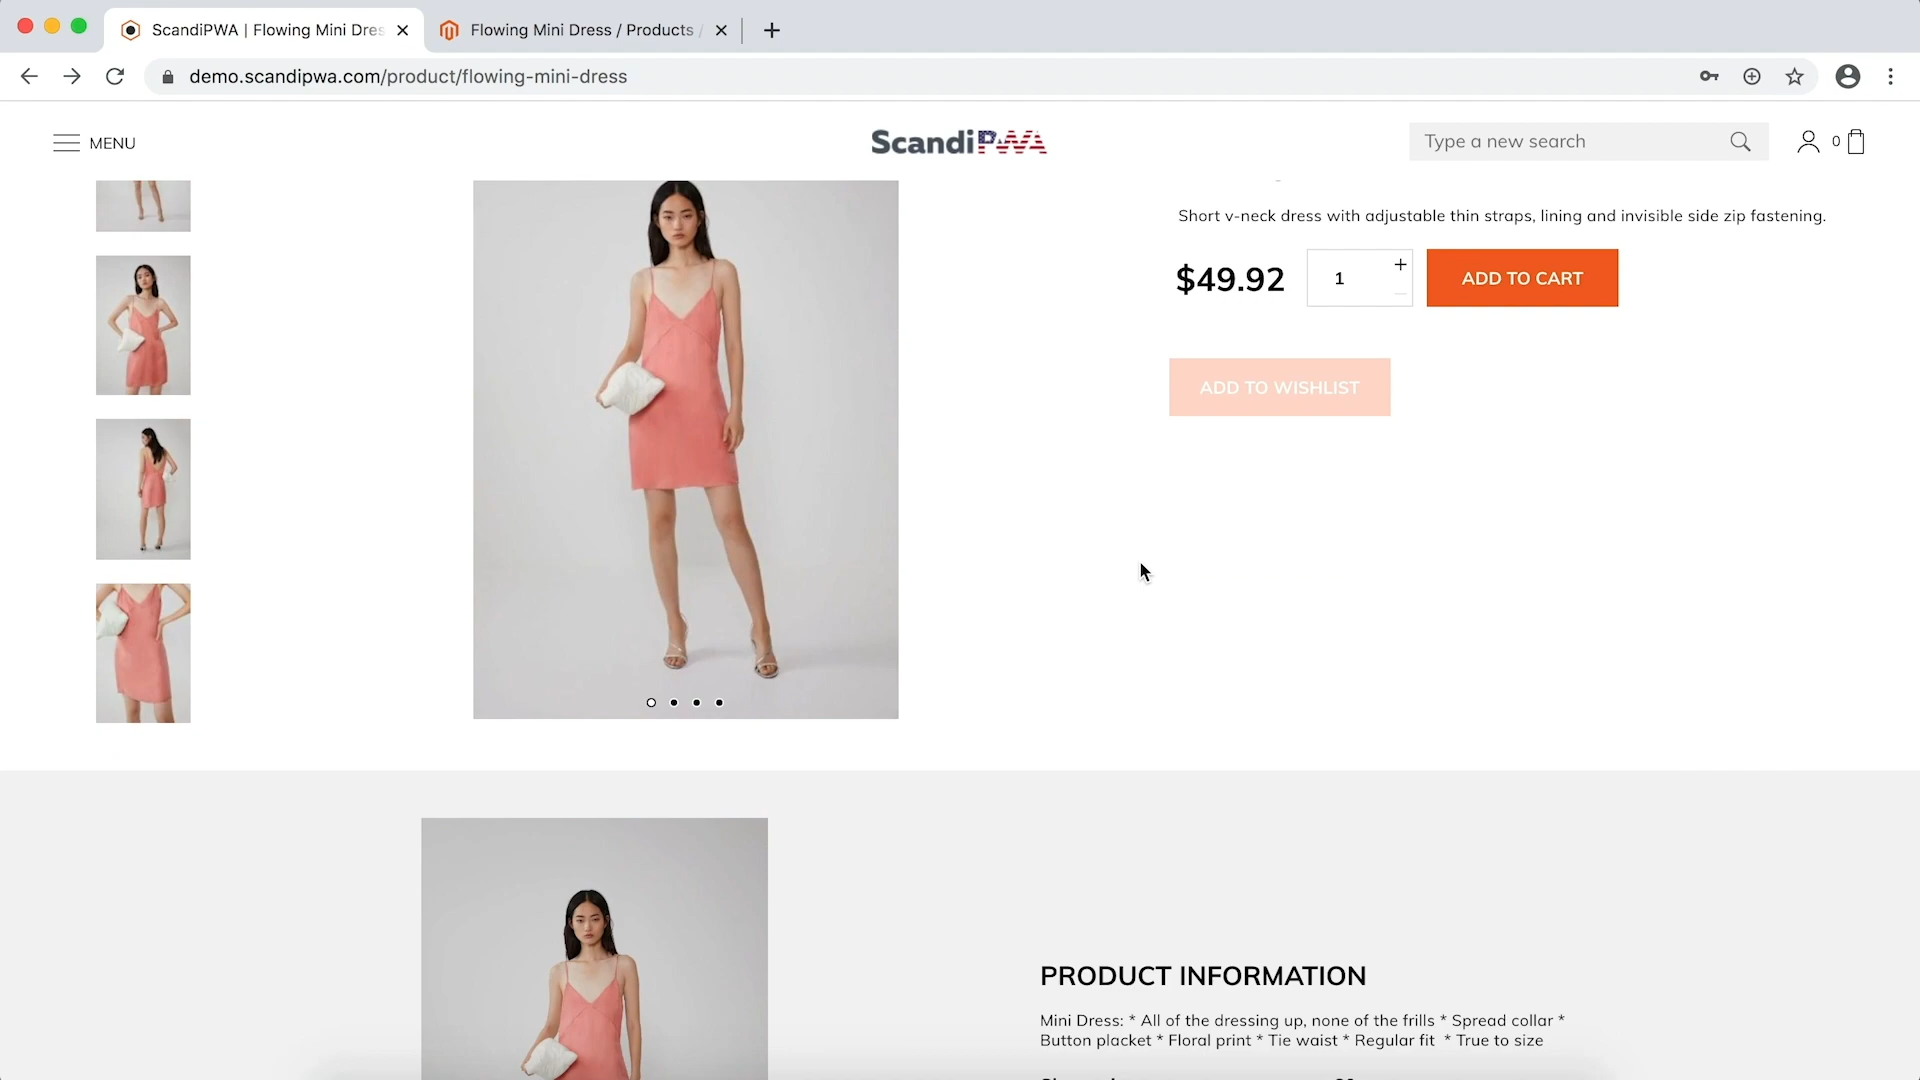 ScandiPWA | Flowing Mini Dres
Flowing Mini Dress / Products /
demo.scandipwa.com/product/flowing-mini-dress
MENU
ScandiPWA
Type a new search
0
Short v-neck dress with adjustable thin straps, lining and invisible side zip fastening.
$49.92
1
+
ADD TO CART
ADD TO WISHLIST
PRODUCT INFORMATION
Mini Dress: * All of the dressing up, none of the frills * Spread collar *
Button placket * Floral print * Tie waist * Regular fit * True to size